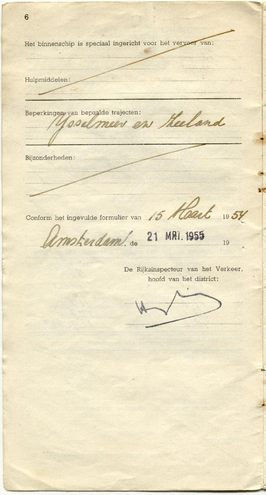 6
Het binnenschip is speciaal ingericht voor het vervoer van:
Hulpmiddelen:
Beperkingen van bepaalde trajecten:
Ysselmeer en Zeeland
Bijzonderheden:
Conform het ingevulde formulier van 15 Maart 1954
Amsterdam, de 21 MRT. 1955 19
De Rijksinspecteur van het Verkeer,
hoofd van het district: